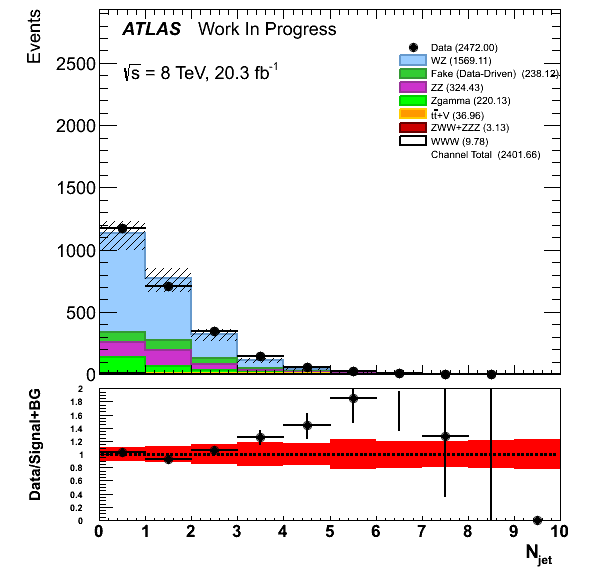 Events
ATLAS Work In Progress
√s = 8 TeV, 20.3 fb⁻¹
Data (2472.00)
WZ (1569.11)
Fake (Data-Driven) (238.12)
ZZ (324.43)
Zgamma (220.13)
tt̄+V (36.96)
ZWW+ZZZ (3.13)
WWW (9.78)
Channel Total (2401.66)
2500
2000
1500
1000
500
0
Data/Signal+BG
2
1.8
1.6
1.4
1.2
1
0.8
0.6
0.4
0.2
0
0 1 2 3 4 5 6 7 8 9 10
N_jet